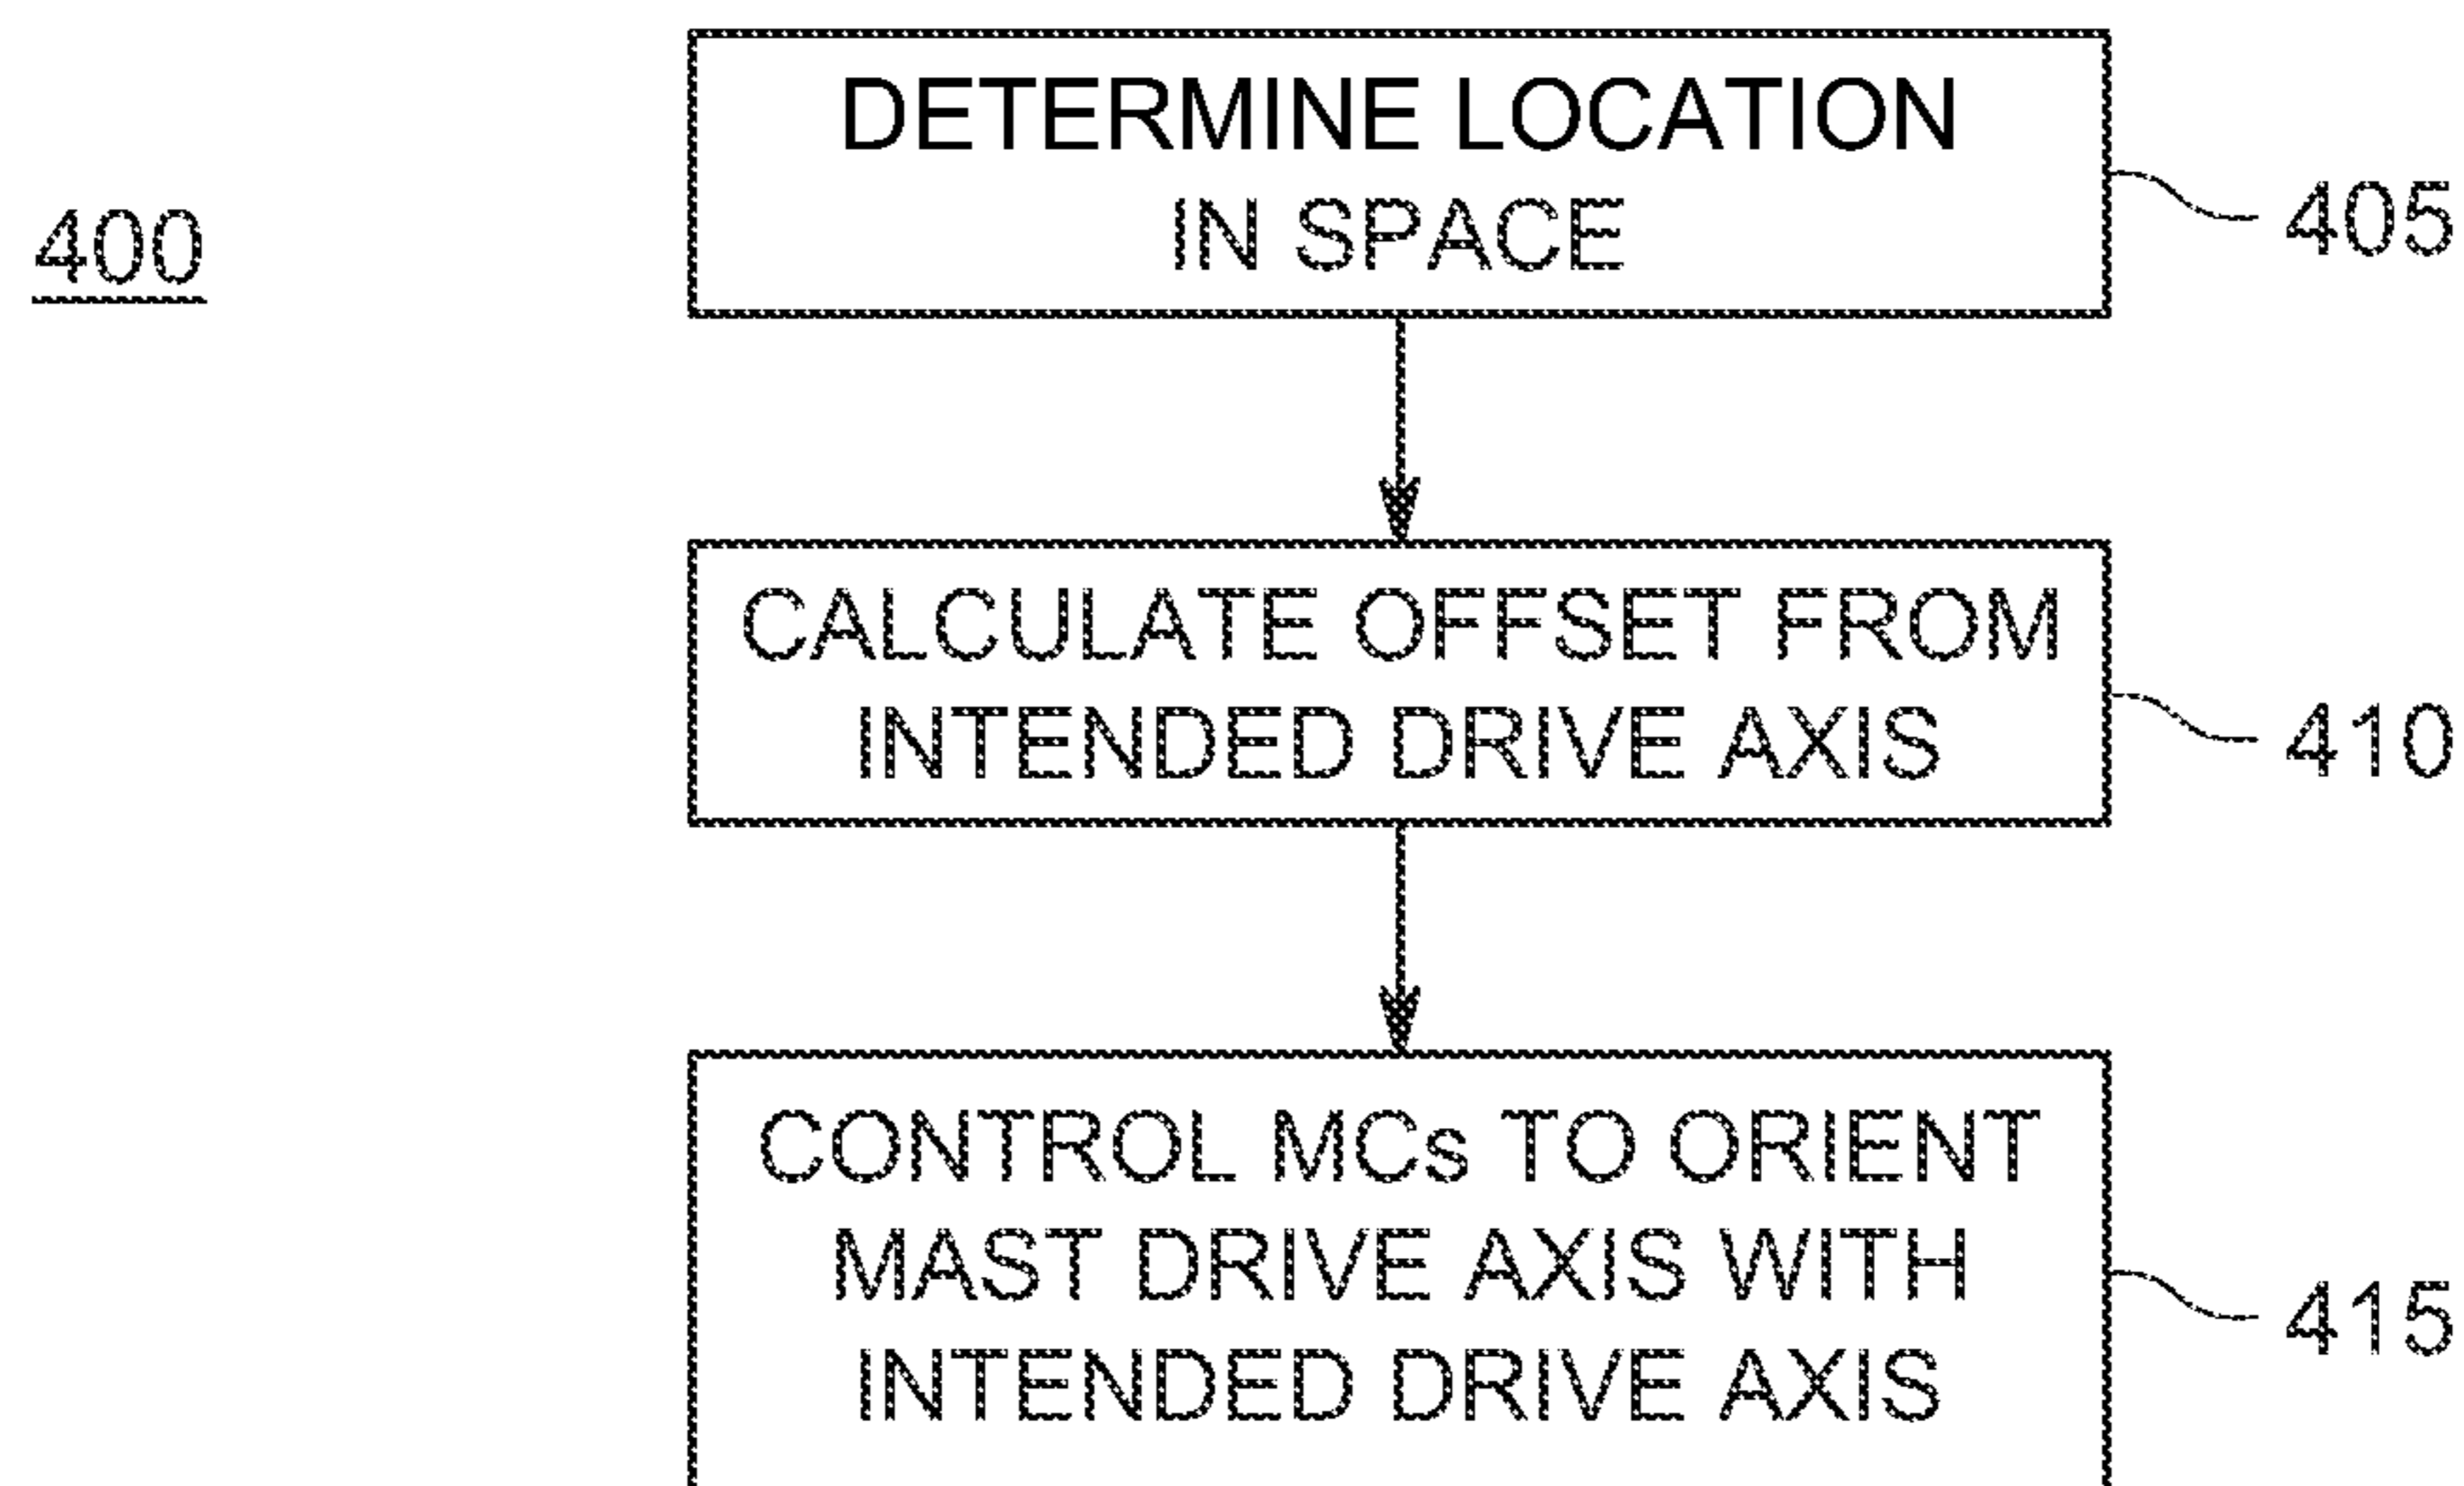 400
DETERMINE LOCATION
IN SPACE
405
CALCULATE OFFSET FROM
INTENDED DRIVE AXIS
410
CONTROL MCs TO ORIENT
MAST DRIVE AXIS WITH
INTENDED DRIVE AXIS
415